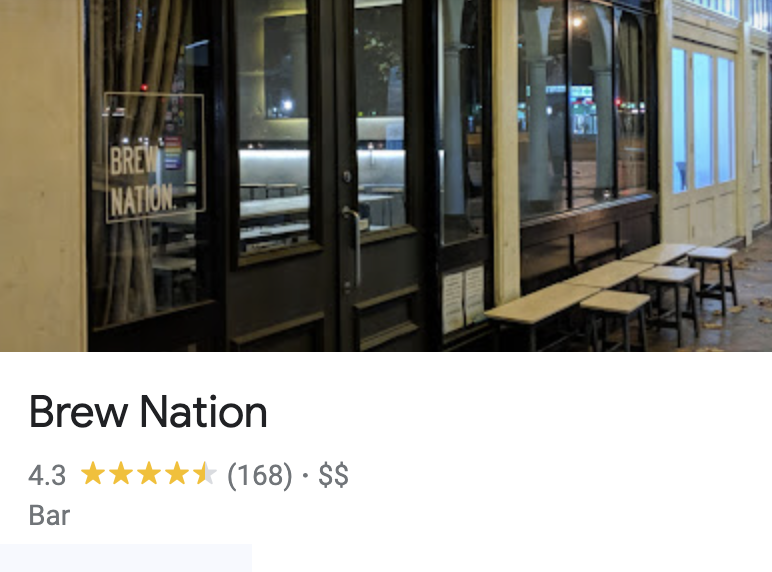 BREW
NATION.
Brew Nation
4.3 (168) · $$
Bar